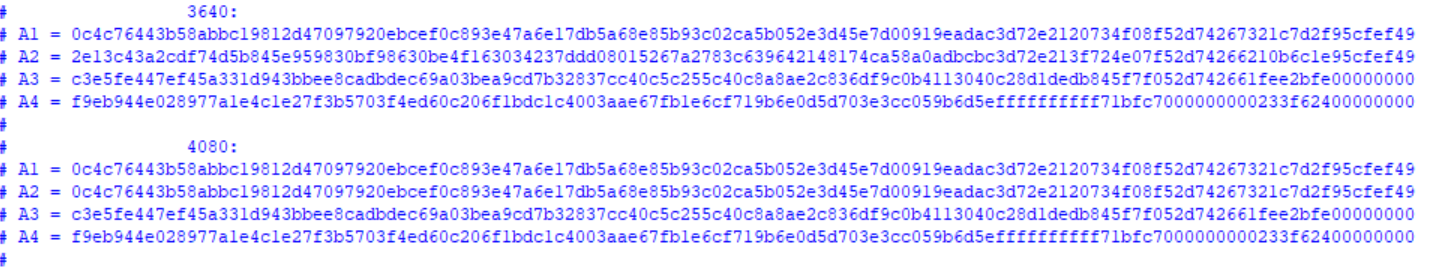 # 3640:
# A1 = 0c4c76443b58abbc19812d47097920ebcef0c893e47a6e17db5a68e85b93c02ca5b052e3d45e7d00919eadac3d72e2120734f08f52d74267321c7d2f95cfef49
# A2 = 2e13c43a2cdf74d5b845e959830bf98630be4f163034237ddd08015267a2783c639642148174ca58a0adbcbc3d72e213f724e07f52d74266210b6c1e95cfef49
# A3 = c3e5fe447ef45a331d943bbee8cadbdec69a03bea9cd7b32837cc40c5c255c40c8a8ae2c836df9c0b4113040c28d1dedb845f7f052d742661fee2bfe00000000
# A4 = f9eb944e028977a1e4c1e27f3b5703f4ed60c206f1bdc1c4003aae67fb1e6cf719b6e0d5d703e3cc059b6d5effffffffff71bfc7000000000233f62400000000
#
# 4080:
# A1 = 0c4c76443b58abbc19812d47097920ebcef0c893e47a6e17db5a68e85b93c02ca5b052e3d45e7d00919eadac3d72e2120734f08f52d74267321c7d2f95cfef49
# A2 = 0c4c76443b58abbc19812d47097920ebcef0c893e47a6e17db5a68e85b93c02ca5b052e3d45e7d00919eadac3d72e2120734f08f52d74267321c7d2f95cfef49
# A3 = c3e5fe447ef45a331d943bbee8cadbdec69a03bea9cd7b32837cc40c5c255c40c8a8ae2c836df9c0b4113040c28d1dedb845f7f052d742661fee2bfe00000000
# A4 = f9eb944e028977a1e4c1e27f3b5703f4ed60c206f1bdc1c4003aae67fb1e6cf719b6e0d5d703e3cc059b6d5effffffffff71bfc7000000000233f62400000000
#